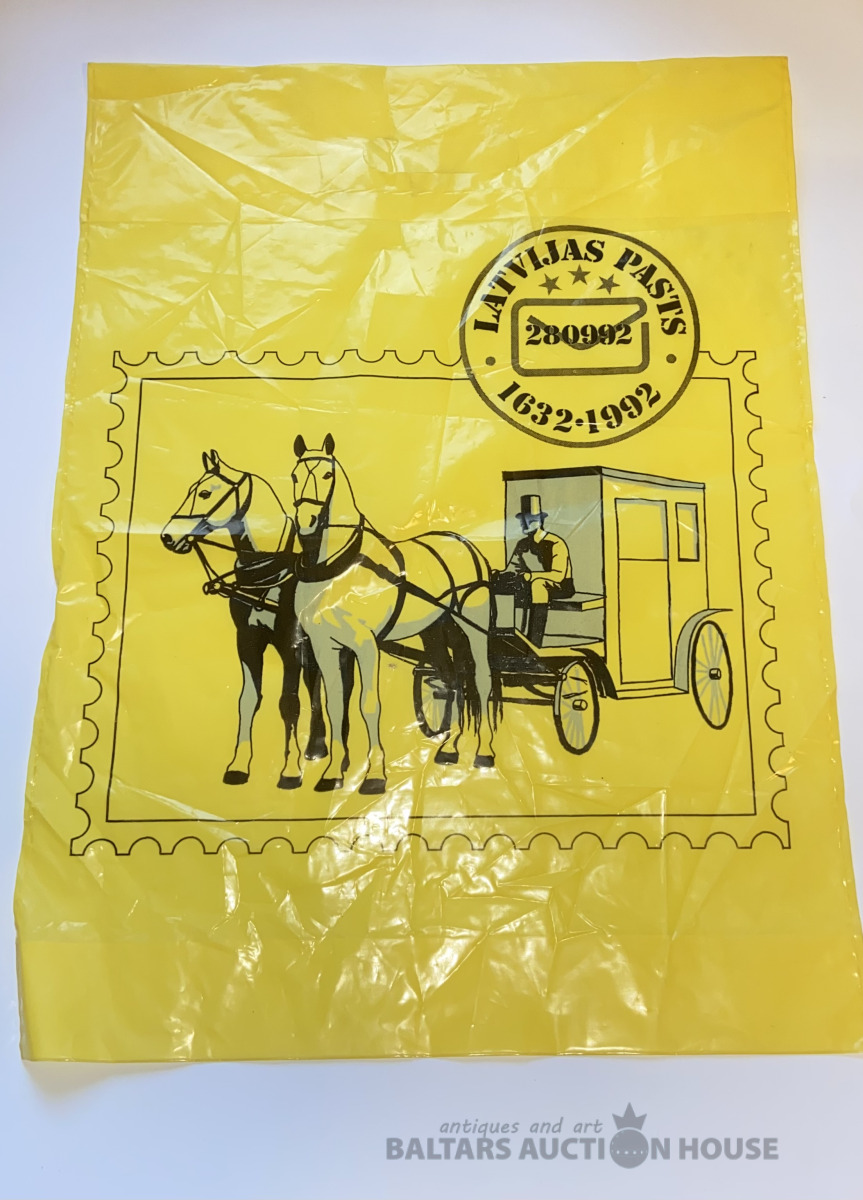 LATVIJAS PASTS
280992
1632·1992
antiques and art
BALTARS AUCTION HOUSE